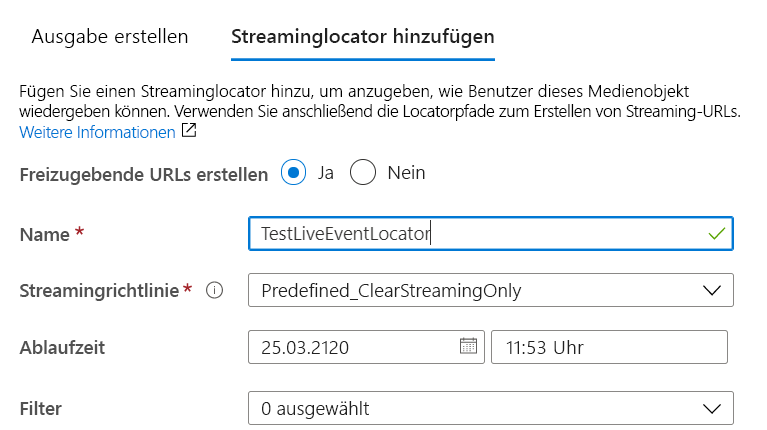 Ausgabe erstellen Streaminglocator hinzufügen
Fügen Sie einen Streaminglocator hinzu, um anzugeben, wie Benutzer dieses Medienobjekt
wiedergeben können. Verwenden Sie anschließend die Locatorpfade zum Erstellen von Streaming-URLs.
Weitere Informationen
Freizugebende URLs erstellen Ja Nein
Name * TestLiveEventLocator
Streamingrichtlinie * Predefined_ClearStreamingOnly
Ablaufzeit 25.03.2120 11:53 Uhr
Filter 0 ausgewählt